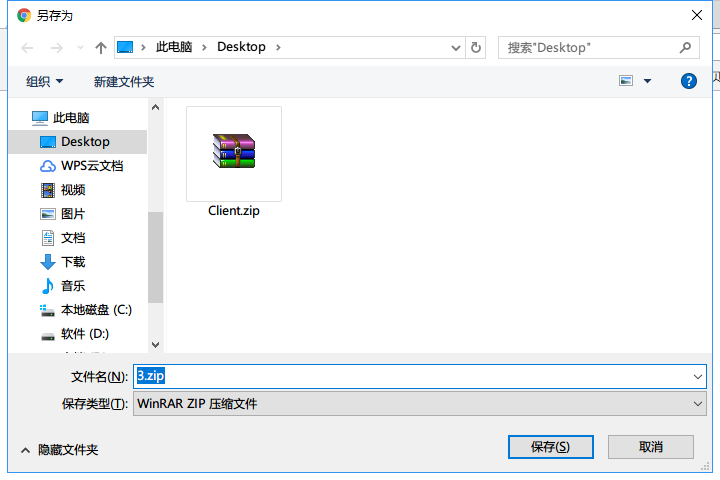 另存为
此电脑 Desktop
搜索"Desktop"
组织 新建文件夹
此电脑
Desktop
WPS云文档
视频
图片
文档
下载
音乐
本地磁盘 (C:)
软件 (D:)
Client.zip
文件名(N): 3.zip
保存类型(T): WinRAR ZIP 压缩文件
隐藏文件夹
保存(S) 取消